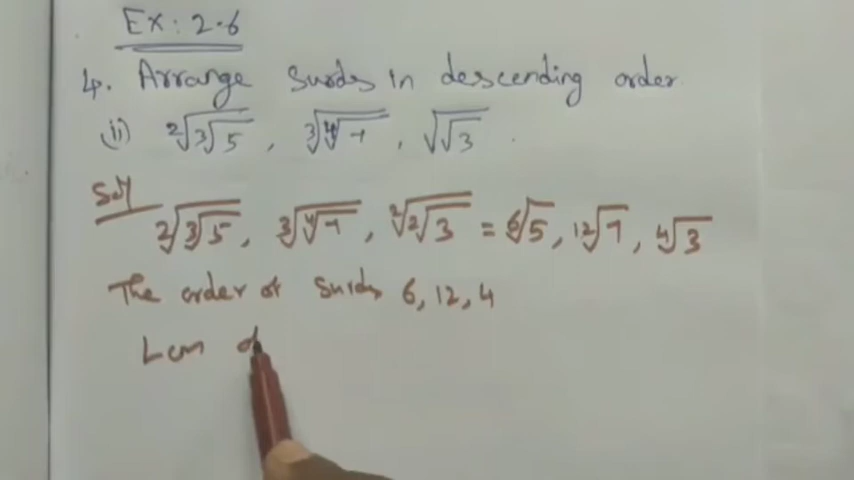 Ex: 2.6
4. Arrange Surds in descending order
(ii) ²√³√5, ³√⁴√7, √√3.
Sol
²√³√5, ³√⁴√7, ²√²√3 = ⁶√5, ¹²√7, ⁴√3
The order of Surds 6, 12, 4
Lcm